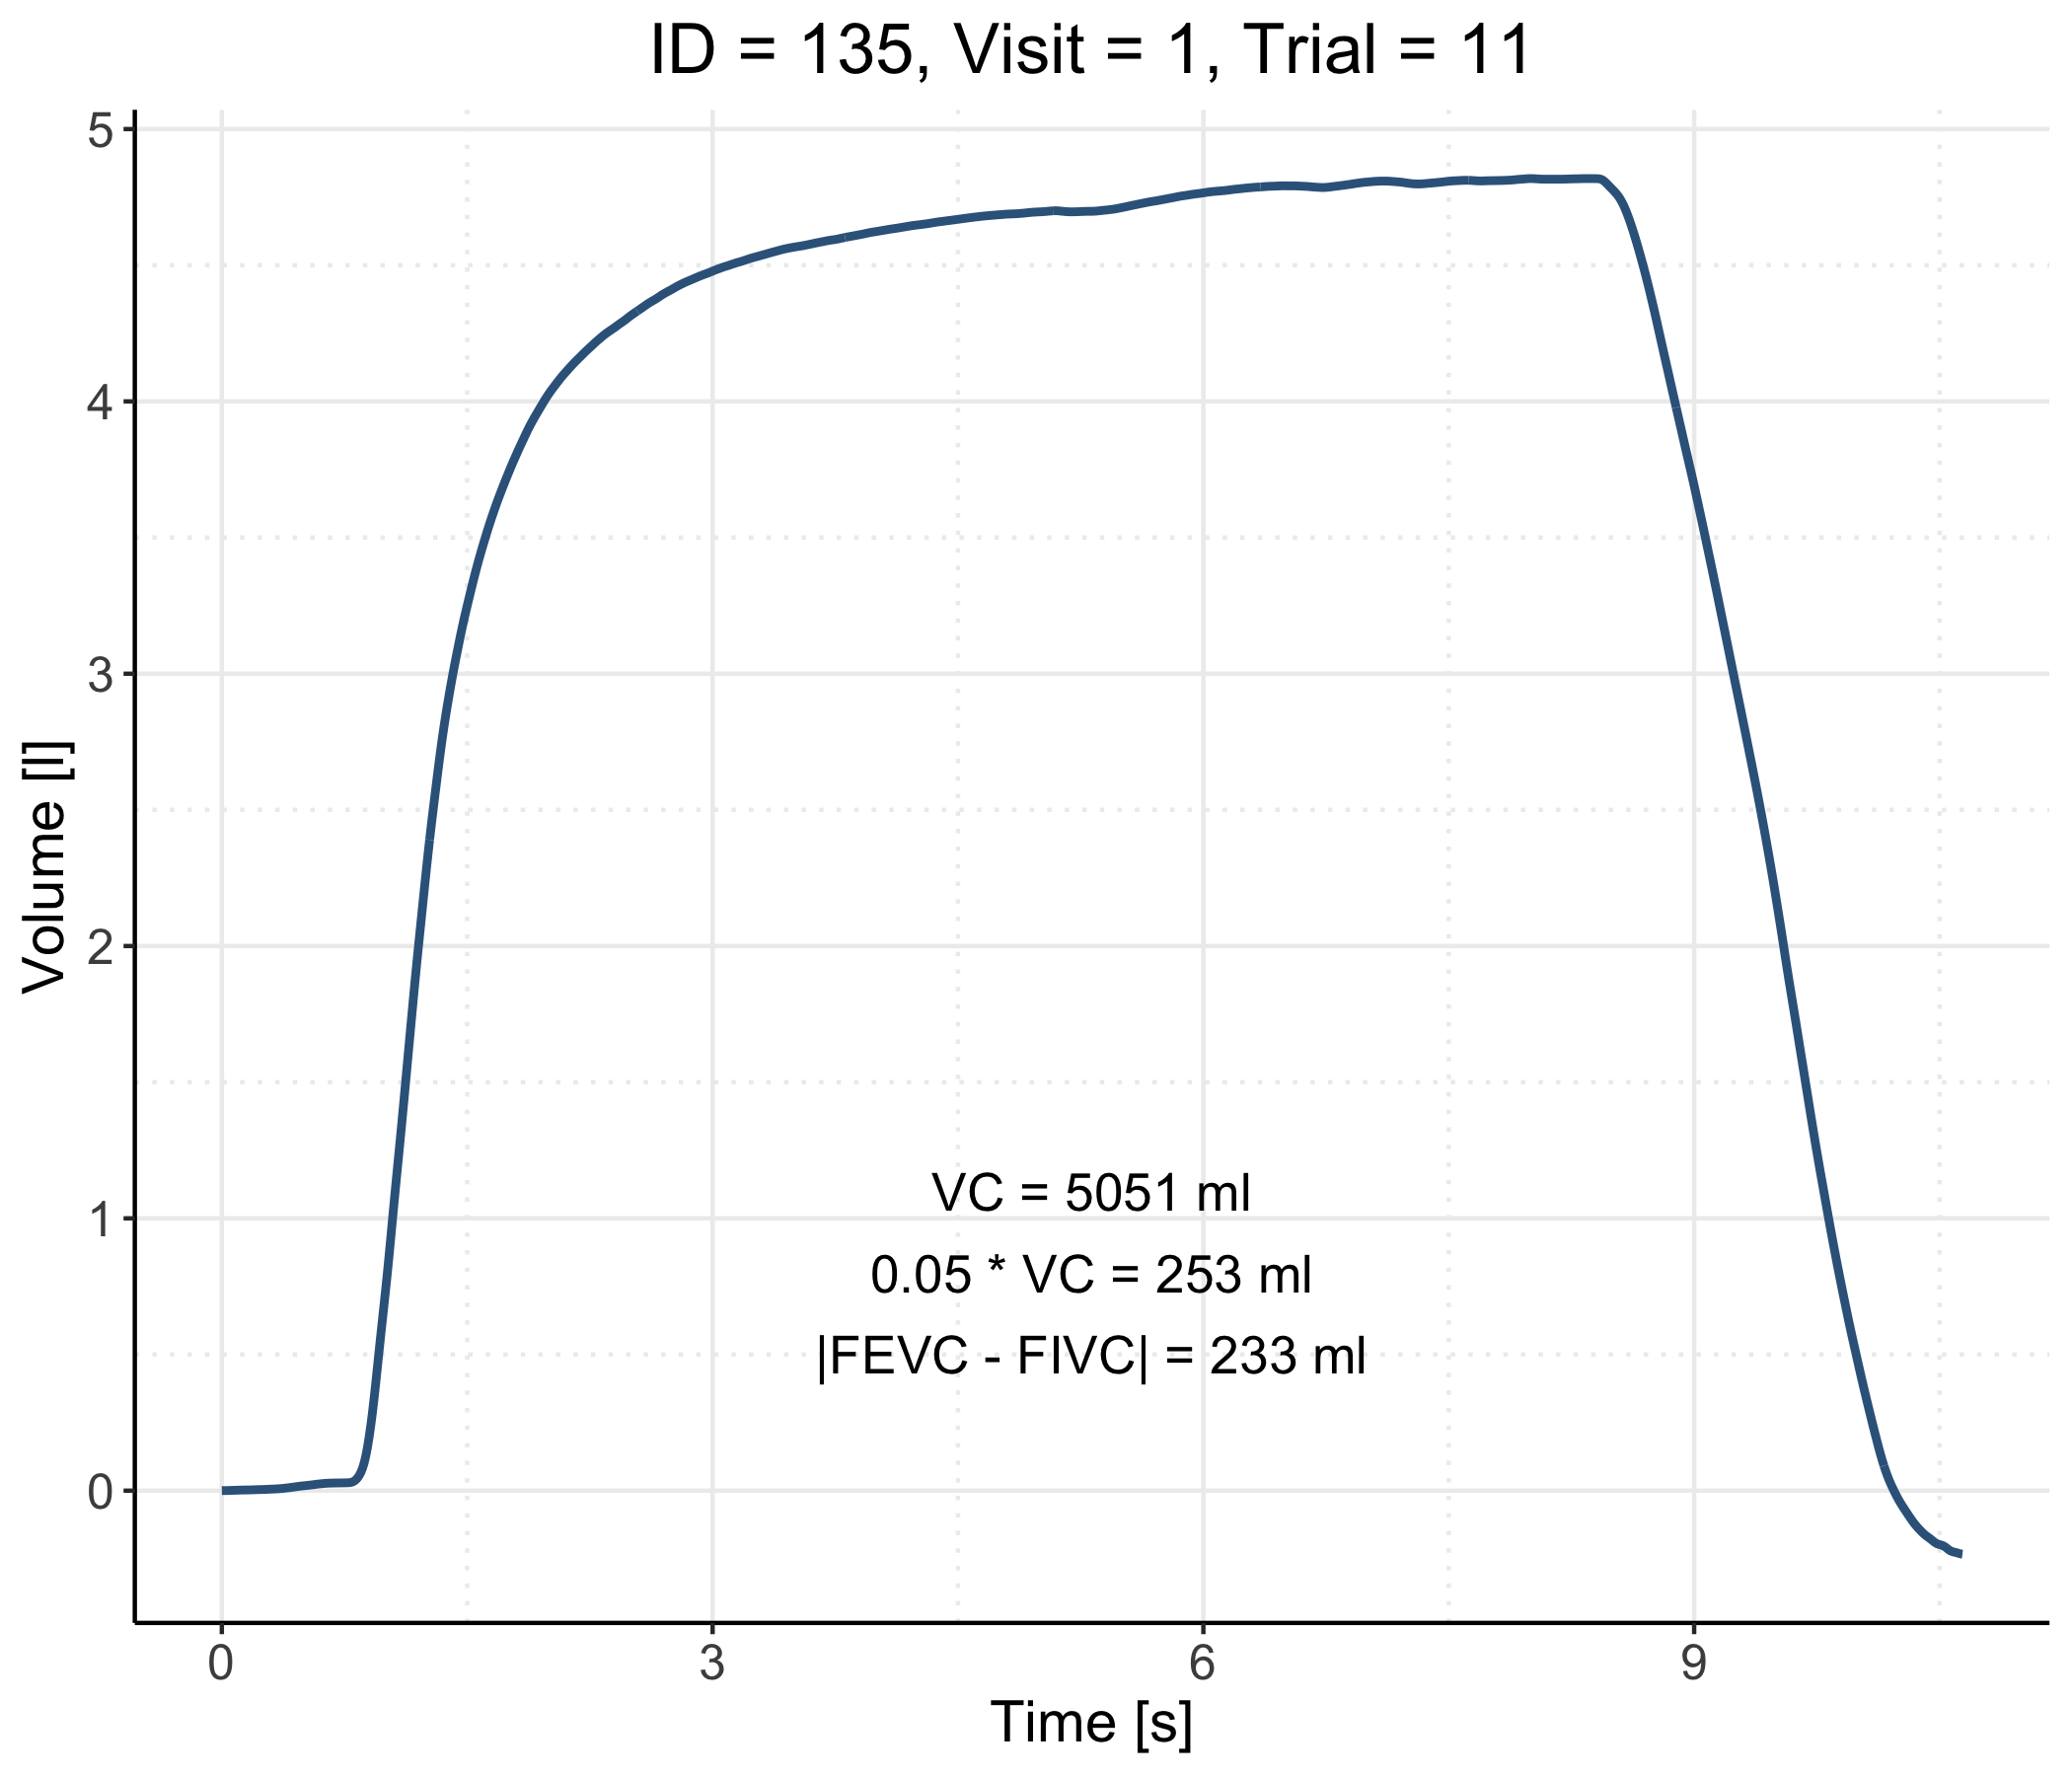 ID = 135, Visit = 1, Trial = 11
5
4
3
2
1
0
Volume [l]
VC = 5051 ml
0.05 * VC = 253 ml
|FEVC - FIVC| = 233 ml
0 3 6 9
Time [s]